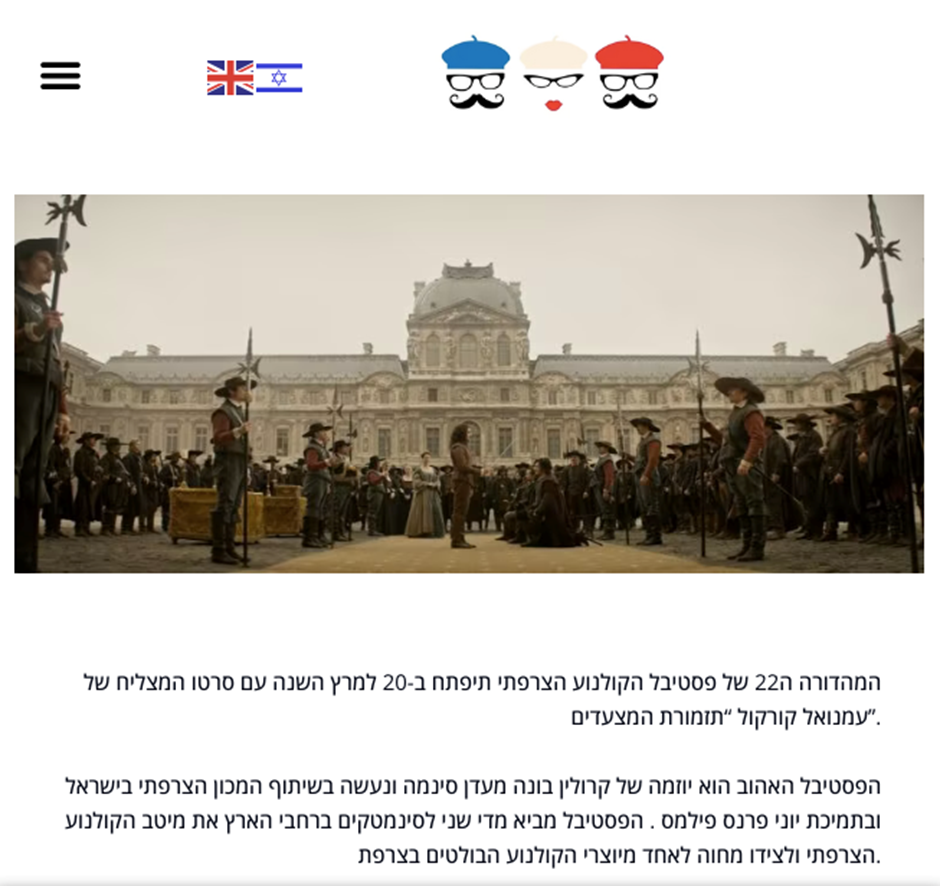 המהדורה ה22 של פסטיבל הקולנוע הצרפתי תיפתח ב-20 למרץ השנה עם סרטו המצליח של
עמנואל קורקול “תזמורת המצעדים”.
הפסטיבל האהוב הוא יוזמה של קרולין בונה מעדן סינמה ונעשה בשיתוף המכון הצרפתי בישראל
ובתמיכת יוני פרנס פילמס . הפסטיבל מביא מדי שני לסינמטקים ברחבי הארץ את מיטב הקולנוע
הצרפתי ולצידו מחוה לאחד מיוצרי הקולנוע הבולטים בצרפת.